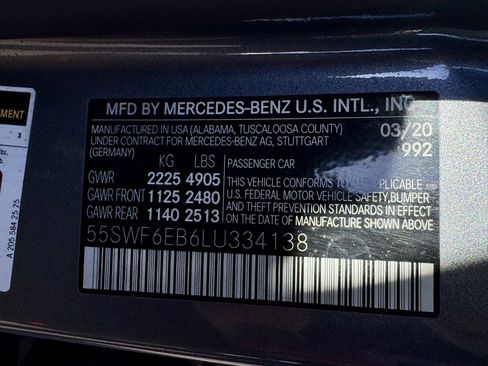 MFD BY MERCEDES-BENZ U.S. INTL., INC
MANUFACTURED IN USA (ALABAMA, TUSCALOOSA COUNTY) 03/20
UNDER CONTRACT FOR MERCEDES-BENZ AG, STUTTGART 992
(GERMANY) KG LBS PASSENGER CAR
GVWR 2225 4905 THIS VEHICLE CONFORMS TO ALL APPLICABLE
GAWR FRONT 1125 2480 U.S. FEDERAL MOTOR VEHICLE SAFETY, BUMPER
GAWR REAR 1140 2513 AND THEFT PREVENTION STANDARDS IN EFFECT
ON THE DATE OF MANUFACTURE SHOWN ABOVE
55SWF6EB6LU334138
EMENT
3
lbs.
A 205 584 25 25